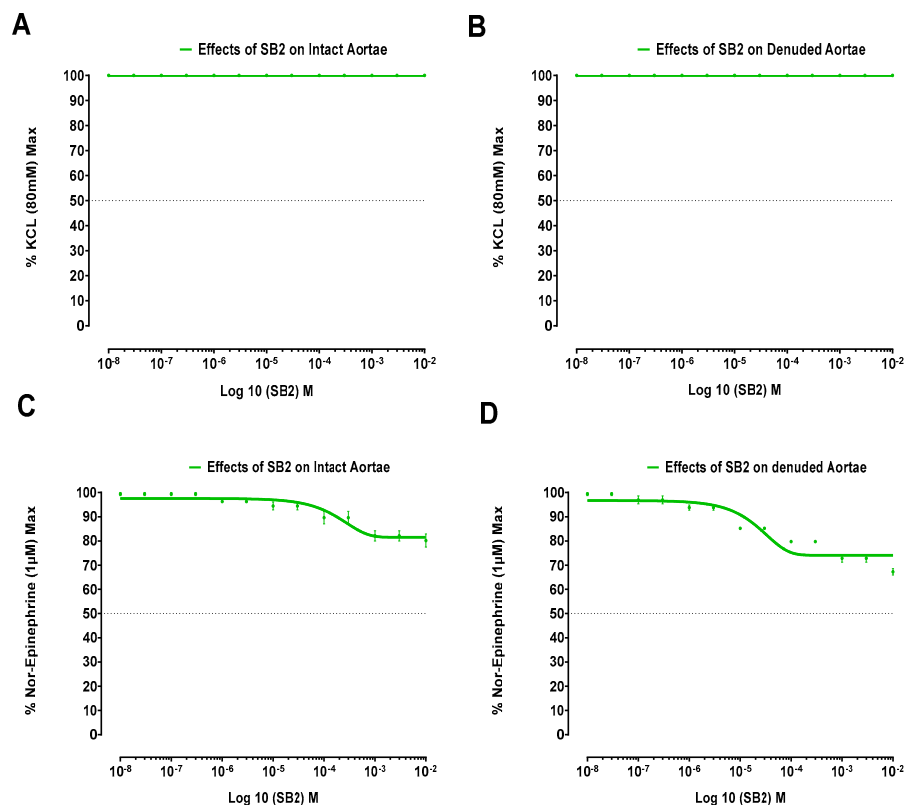 A
Effects of SB2 on Intact Aortae
% KCL (80mM) Max
100
90
80
70
60
50
40
30
20
10
0
10-8 10-7 10-6 10-5 10-4 10-3 10-2
Log 10 (SB2) M
B
Effects of SB2 on Denuded Aortae
% KCL (80mM) Max
100
90
80
70
60
50
40
30
20
10
0
10-8 10-7 10-6 10-5 10-4 10-3 10-2
Log 10 (SB2) M
C
Effects of SB2 on Intact Aortae
% Nor-Epinephrine (1µM) Max
100
90
80
70
60
50
40
30
20
10
0
10-8 10-7 10-6 10-5 10-4 10-3 10-2
Log 10 (SB2) M
D
Effects of SB2 on denuded Aortae
% Nor-Epinephrine (1µM) Max
100
90
80
70
60
50
40
30
20
10
0
10-8 10-7 10-6 10-5 10-4 10-3 10-2
Log 10 (SB2) M